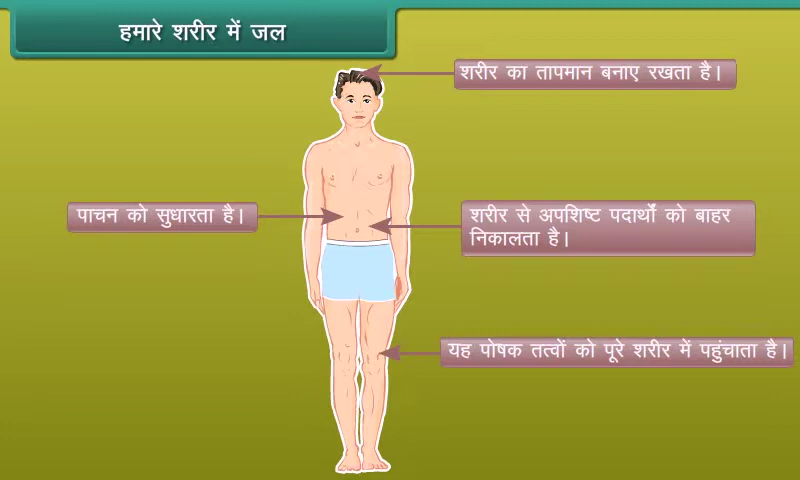 हमारे शरीर में जल
शरीर का तापमान बनाए रखता है।
पाचन को सुधारता है।
शरीर से अपशिष्ट पदार्थों को बाहर
निकालता है।
यह पोषक तत्वों को पूरे शरीर में पहुंचाता है।